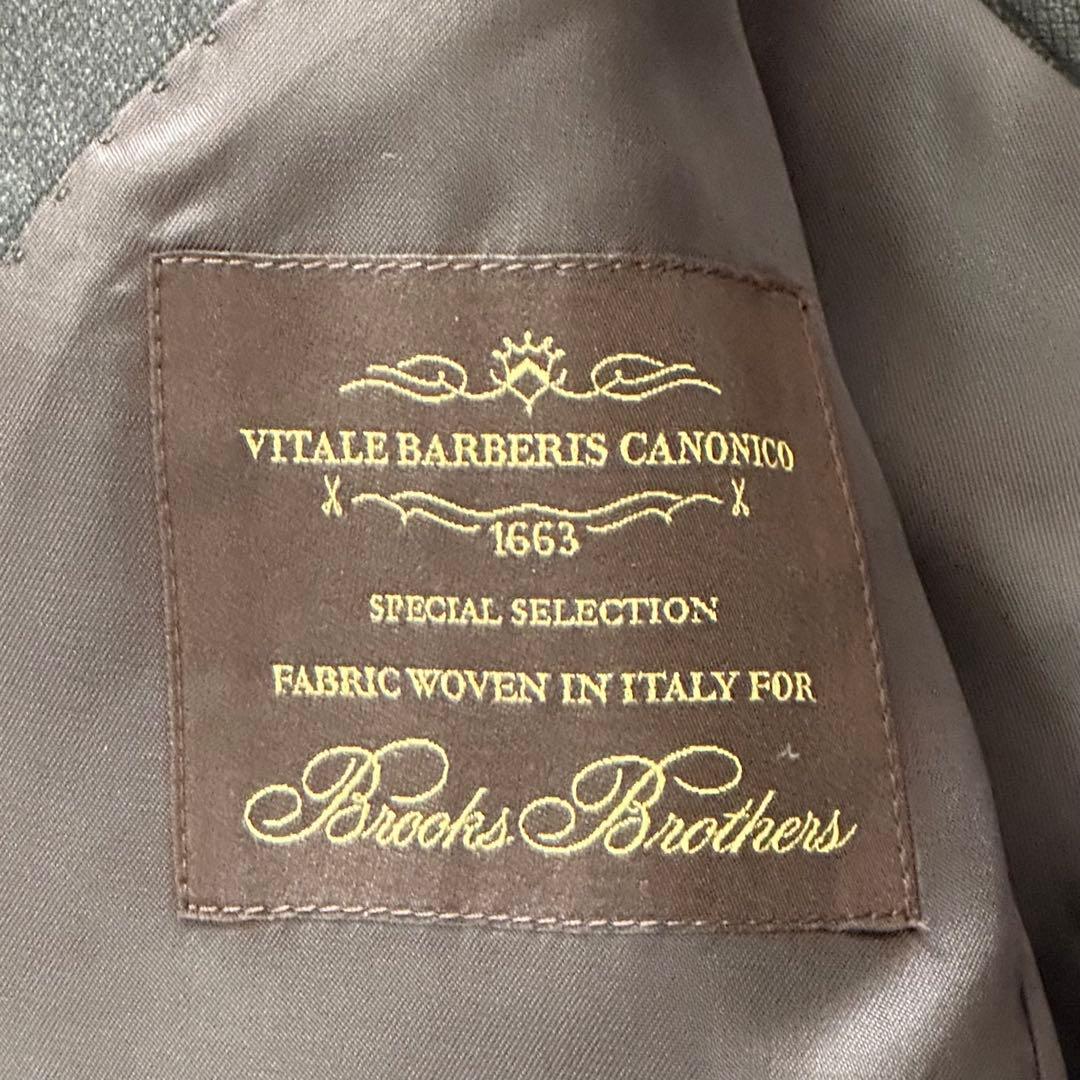 VITALE BARBERIS CANONICO
1663
SPECIAL SELECTION
FABRIC WOVEN IN ITALY FOR
Brooks Brothers